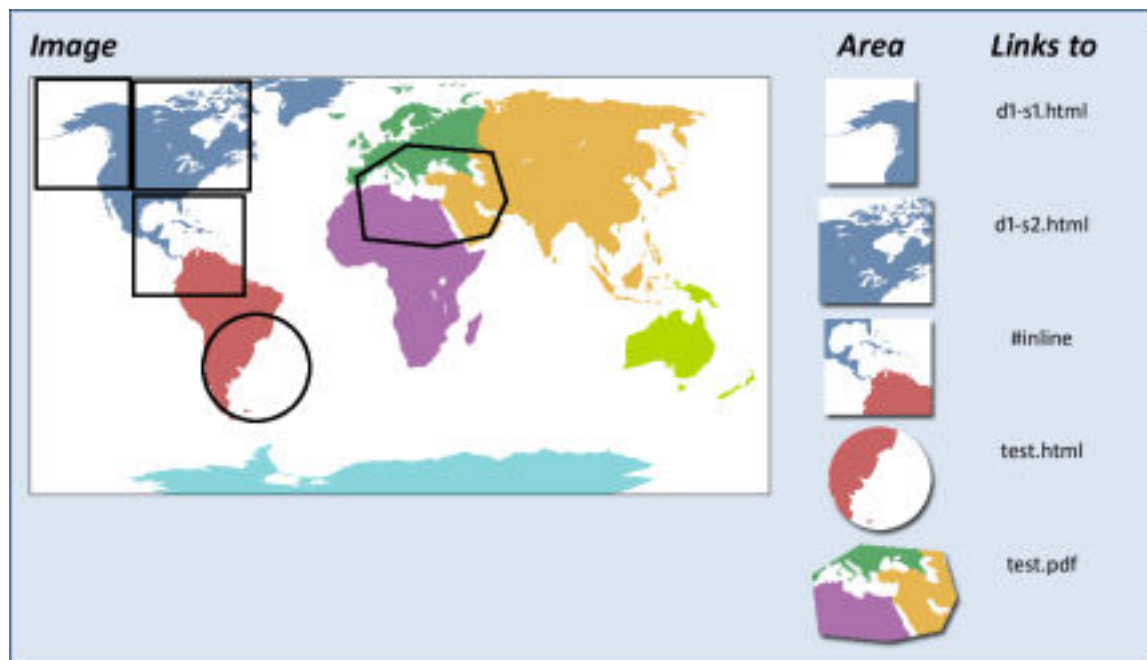 Image Area Links to
d1-s1.html
d1-s2.html
#inline
test.html
test.pdf